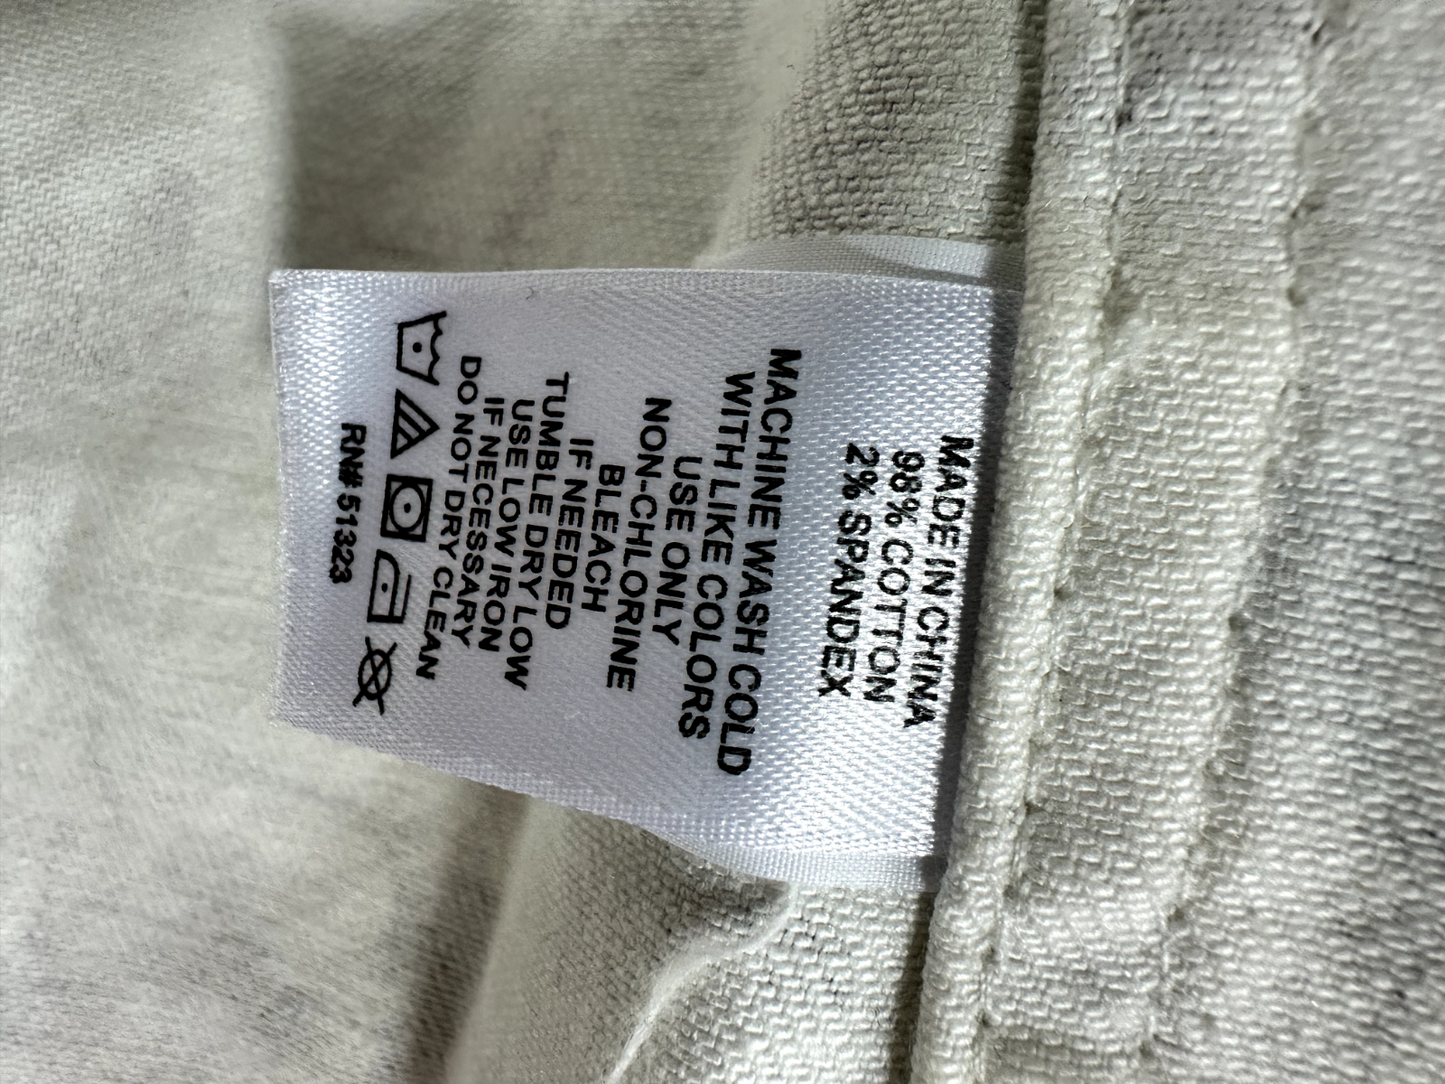 MADE IN CHINA
98% COTTON
2% SPANDEX
MACHINE WASH COLD
WITH LIKE COLORS
USE ONLY
NON-CHLORINE
BLEACH
IF NEEDED
TUMBLE DRY LOW
USE LOW IRON
IF NECESSARY
DO NOT DRY CLEAN
RN# 51323